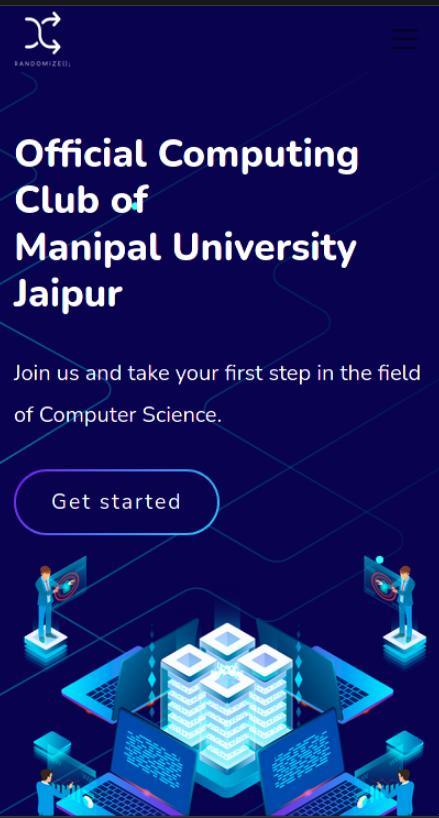 RANDOMIZE();
Official Computing
Club of
Manipal University
Jaipur
Join us and take your first step in the field
of Computer Science.
Get started